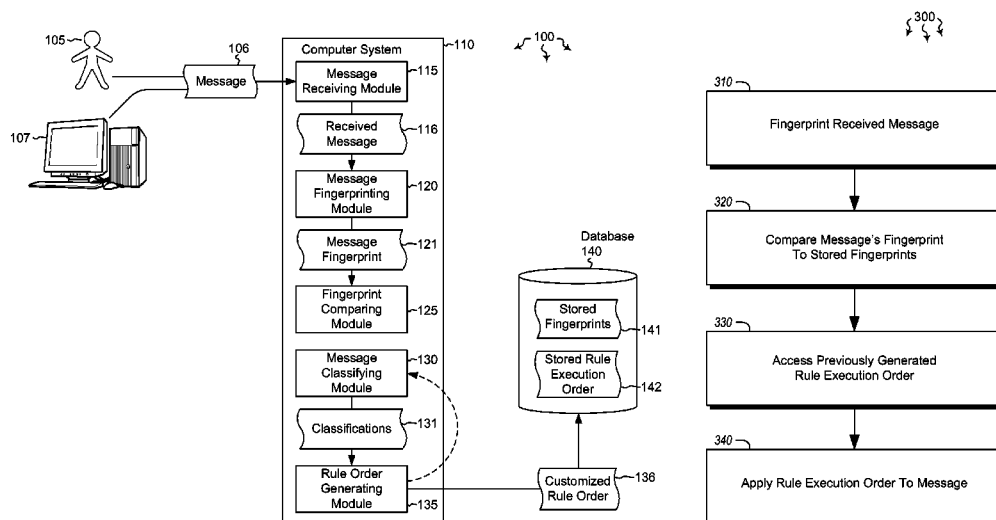 105
106
Message
107
Computer System
110
100
Message
Receiving Module
115
Received
Message
116
Message
Fingerprinting
Module
120
Message
Fingerprint
121
Fingerprint
Comparing
Module
125
Message
Classifying
Module
130
Classifications
131
Rule Order
Generating
Module
135
Database
140
Stored
Fingerprints
141
Stored Rule
Execution
Order
142
Customized
Rule Order
136
300
310
Fingerprint Received Message
320
Compare Message's Fingerprint
To Stored Fingerprints
330
Access Previously Generated
Rule Execution Order
340
Apply Rule Execution Order To Message